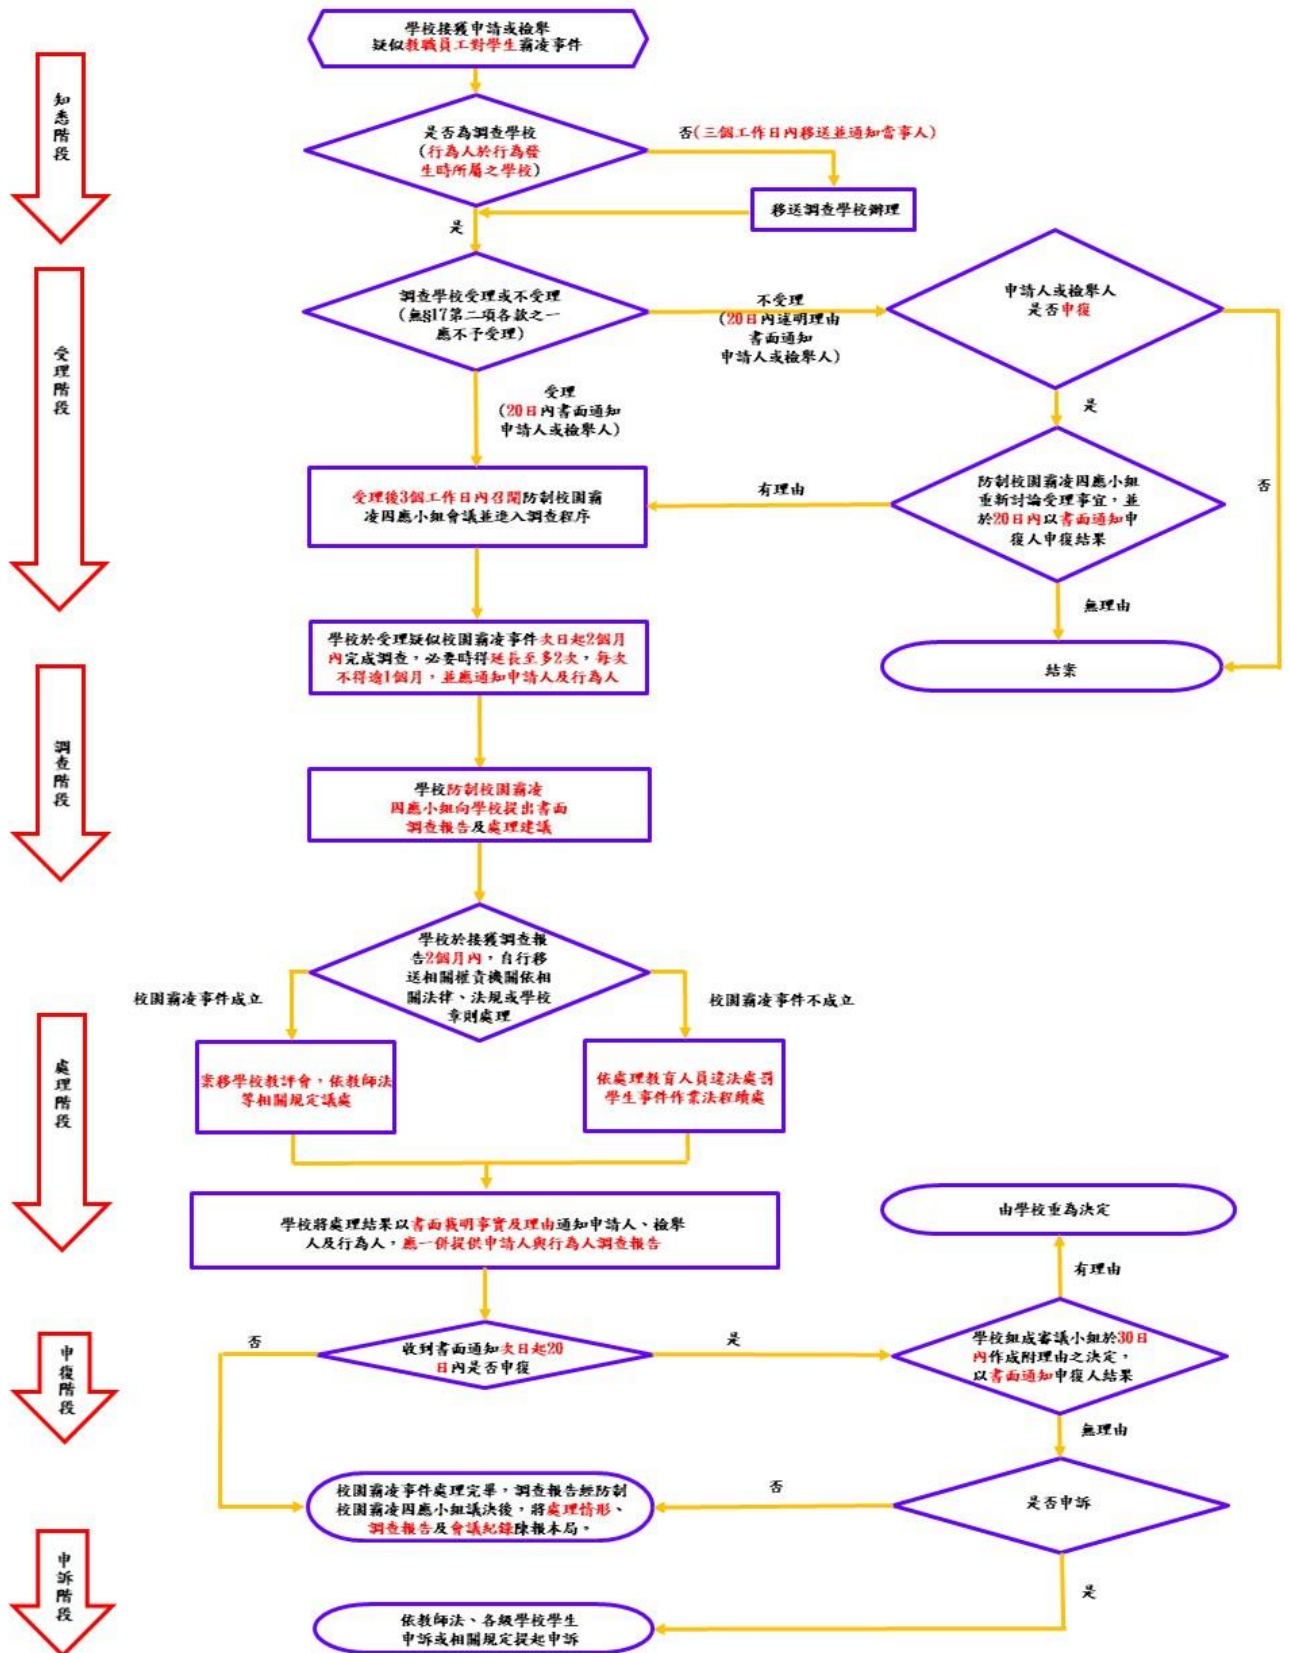 學校接獲申請或檢舉
疑似教職員工對學生霸凌事件
知悉階段
是否為調查學校
(行為人於行為發
生時所屬之學校)
否(三個工作日內移送並通知當事人)
移送調查學校辦理
是
受理階段
調查學校受理或不受理
(無§17第二項各款之一
應不予受理)
不受理
(20日內述明理由
書面通知
申請人或檢舉人)
申請人或檢舉人
是否申復
受理
(20日內書面通知
申請人或檢舉人)
是
否
受理後3個工作日內召開防制校園霸
凌因應小組會議並進入調查程序
有理由
防制校園霸凌因應小組
重新討論受理事宜，並
於20日內以書面通知申
復人申復結果
無理由
結案
學校於受理疑似校園霸凌事件次日起2個月
內完成調查，必要時得延長至多2次，每次
不得逾1個月，並應通知申請人及行為人
調查階段
學校防制校園霸凌
因應小組向學校提出書面
調查報告及處理建議
學校於接獲調查報
告2個月內，自行移
送相關權責機關依相
關法律、法規或學校
章則處理
校園霸凌事件成立
校園霸凌事件不成立
處理階段
案移學校教評會，依教師法
等相關規定議處
依處理教育人員違法處罰
學生事件作業法程續處
學校將處理結果以書面載明事實及理由通知申請人、檢舉
人及行為人，應一併提供申請人與行為人調查報告
由學校重為決定
有理由
申復階段
否
收到書面通知次日起20
日內是否申復
是
學校組成審議小組於30日
內作成附理由之決定，
以書面通知申復人結果
無理由
校園霸凌事件處理完畢，調查報告經防制
校園霸凌因應小組議決後，將處理情形、
調查報告及會議紀錄陳報本局。
否
是否申訴
申訴階段
是
依教師法、各級學校學生
申訴或相關規定提起申訴